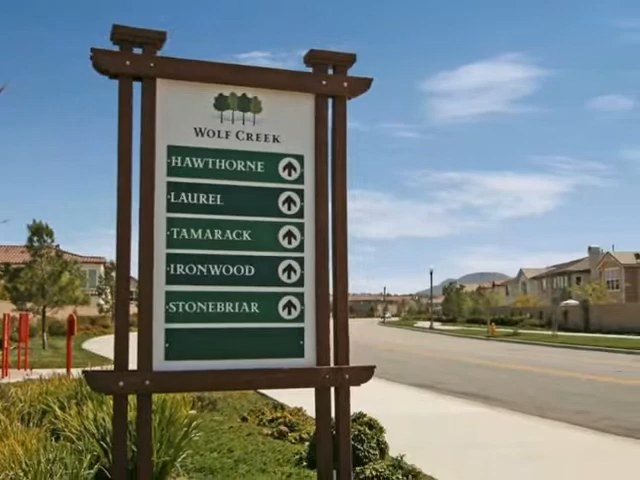 WOLF CREEK
HAWTHORNE
LAUREL
TAMARACK
IRONWOOD
STONEBRIAR